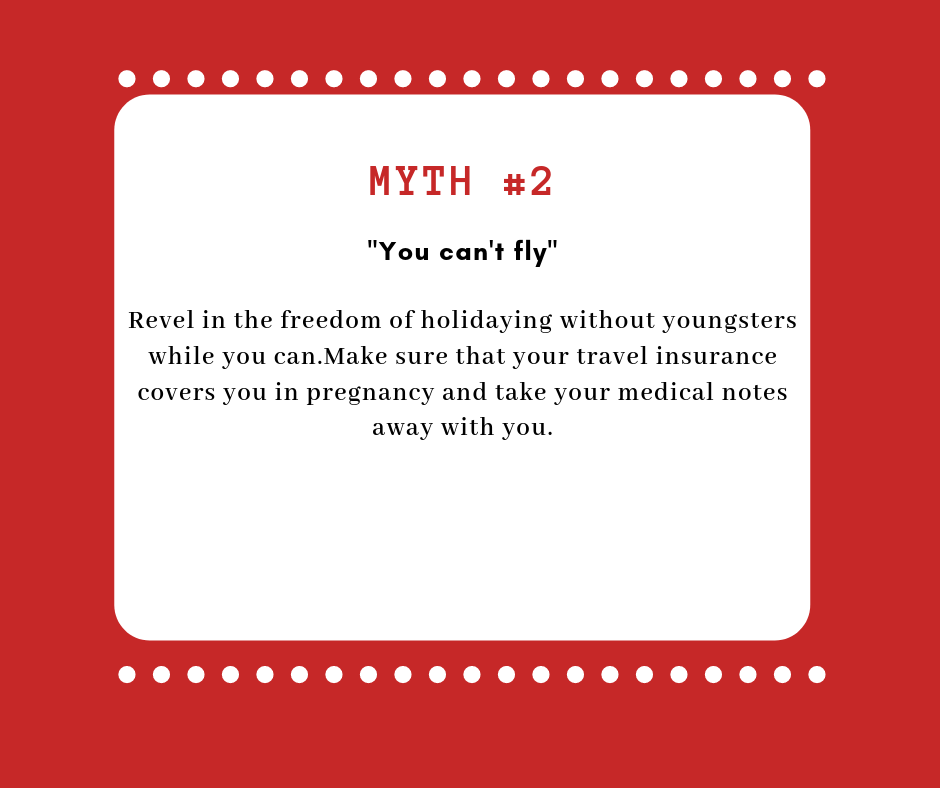 MYTH #2
"You can't fly"
Revel in the freedom of holidaying without youngsters
while you can.Make sure that your travel insurance
covers you in pregnancy and take your medical notes
away with you.